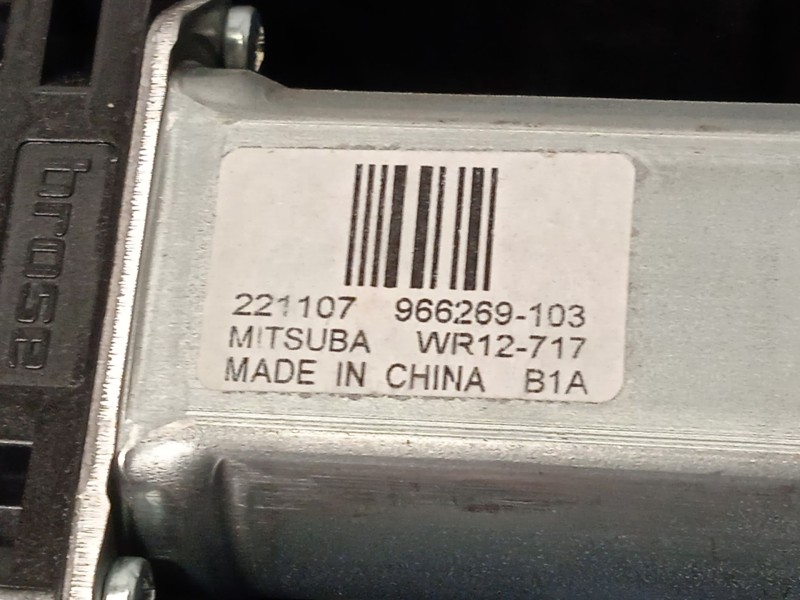 brose
221107 966269-103
MITSUBA WR12-717
MADE IN CHINA B1A